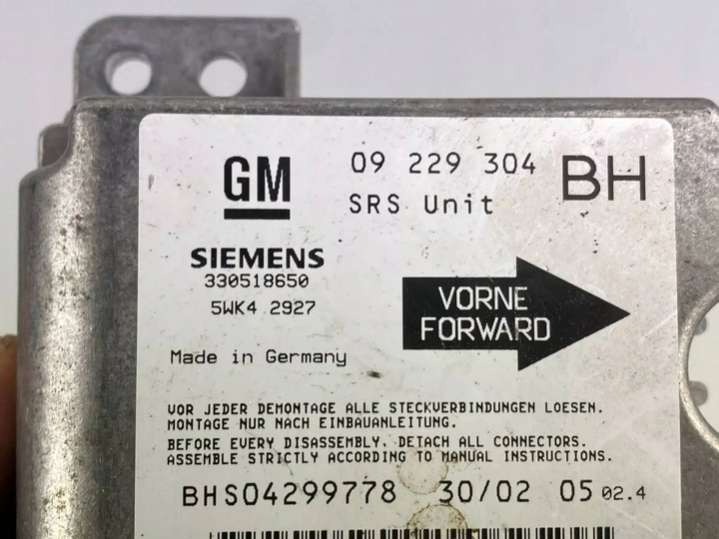 GM
09 229 304
BH
SRS Unit
SIEMENS
330518650
5WK4 2927
VORNE
FORWARD
Made in Germany
VOR JEDER DEMONTAGE ALLE STECKVERBINDUNGEN LOESEN.
MONTAGE NUR NACH EINBAUANLEITUNG.
BEFORE EVERY DISASSEMBLY, DETACH ALL CONNECTORS.
ASSEMBLE STRICTLY ACCORDING TO MANUAL INSTRUCTIONS.
BHS04299778 30/02 05 02.4